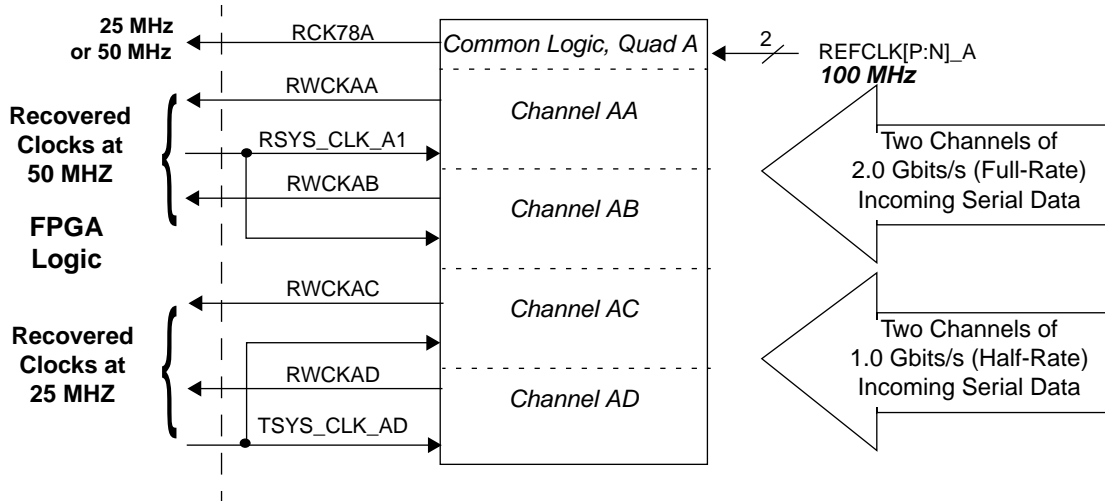 25 MHz
or 50 MHz
RCK78A
Common Logic, Quad A
2
REFCLK[P:N]_A
100 MHz
RWCKAA
Channel AA
Recovered
Clocks at
50 MHZ
RSYS_CLK_A1
RWCKAB
Channel AB
Two Channels of
2.0 Gbits/s (Full-Rate)
Incoming Serial Data
FPGA
Logic
RWCKAC
Channel AC
Recovered
Clocks at
25 MHZ
RWCKAD
Channel AD
TSYS_CLK_AD
Two Channels of
1.0 Gbits/s (Half-Rate)
Incoming Serial Data